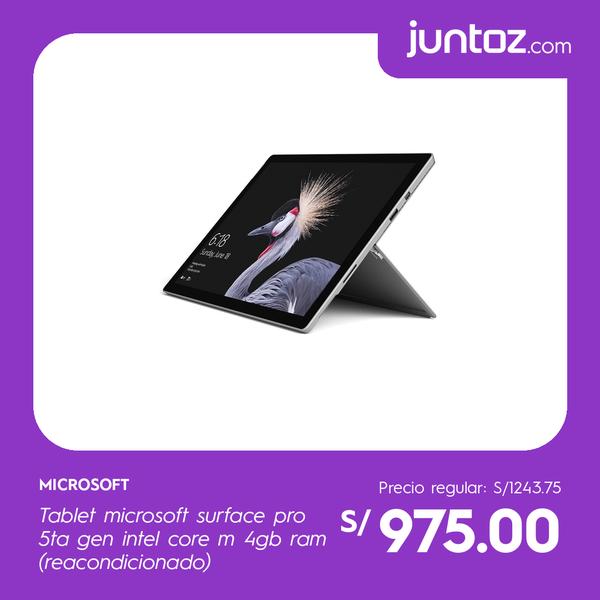 juntoz.com
6:18
Sunday, June 18
MICROSOFT
Tablet microsoft surface pro
5ta gen intel core m 4gb ram
(reacondicionado)
Precio regular: S/1243.75
S/ 975.00